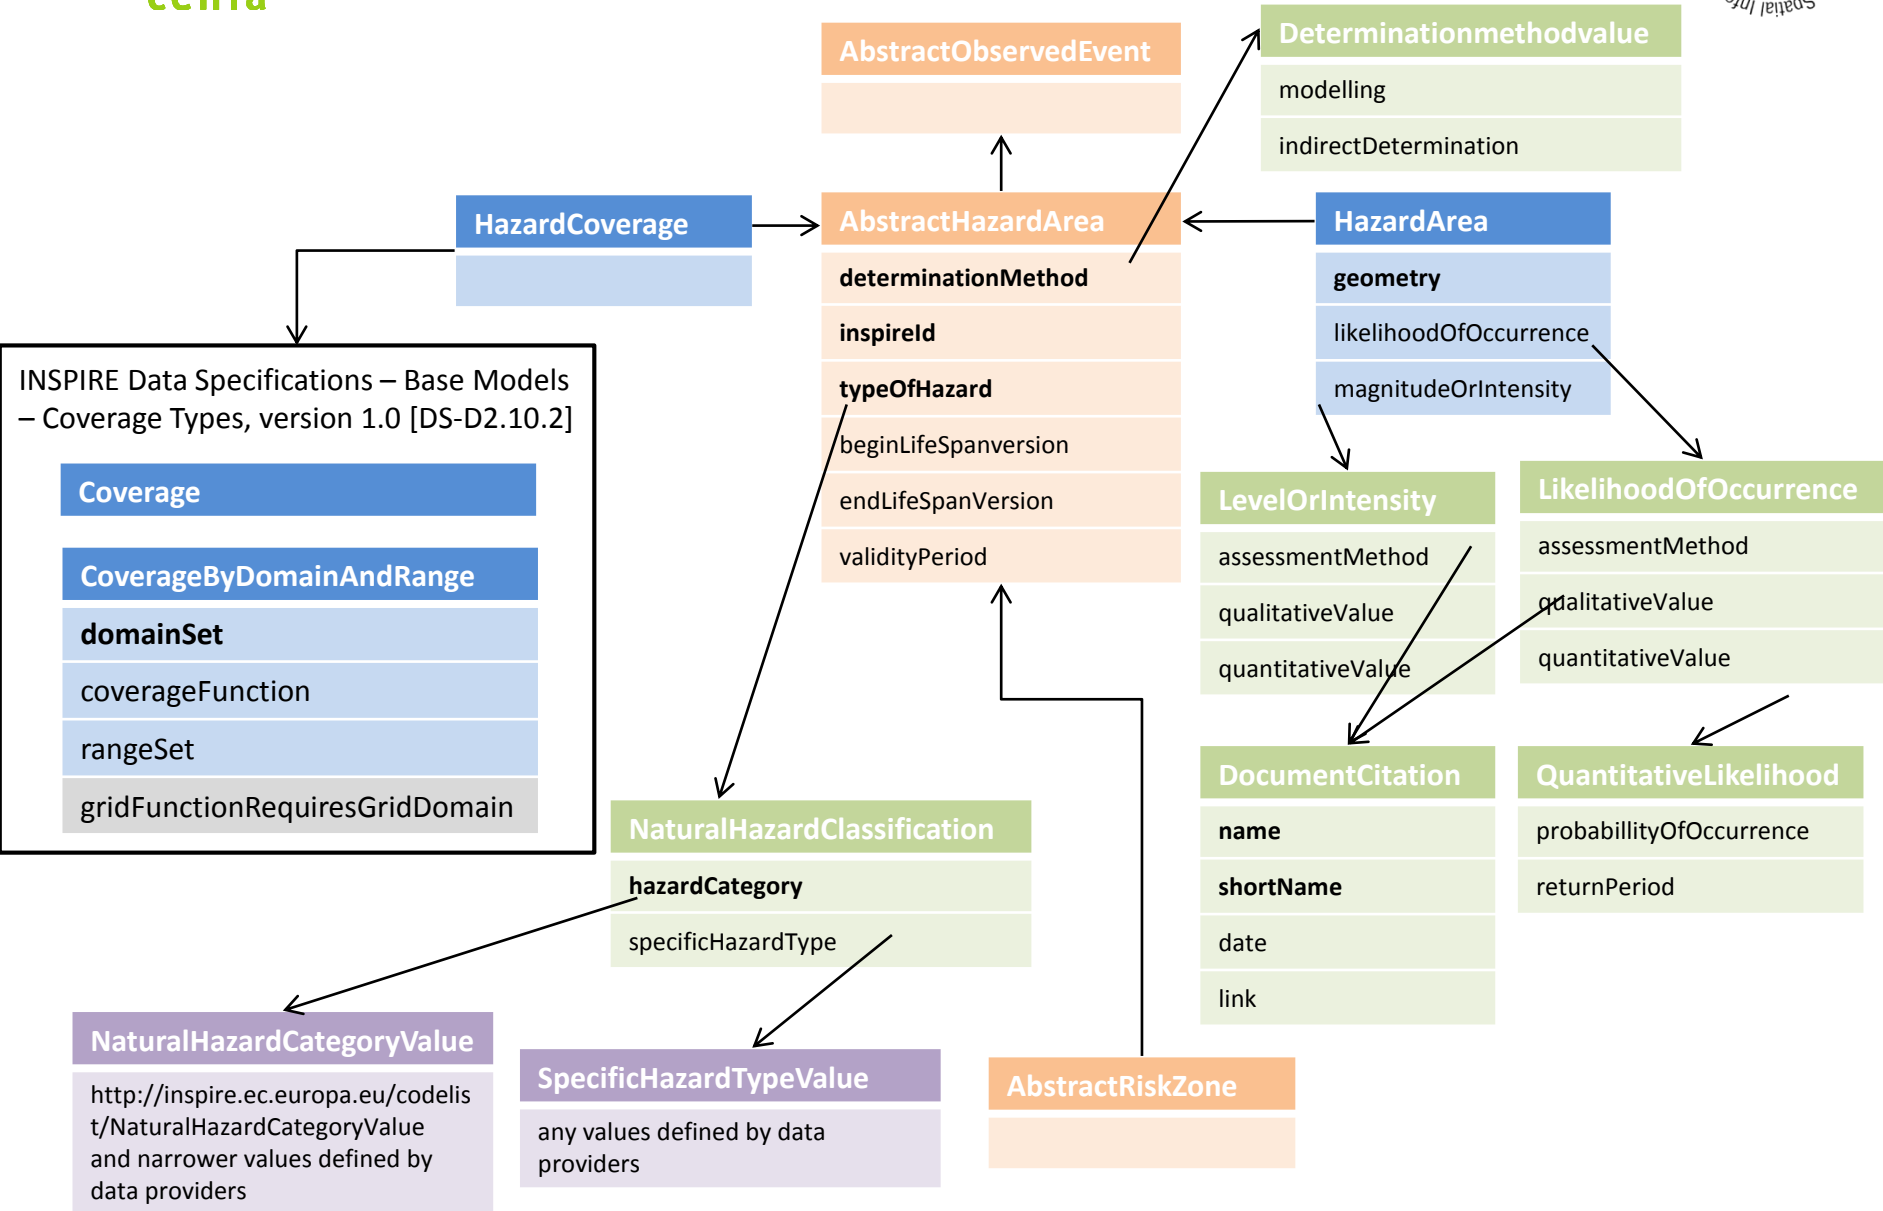 AbstractObservedEvent
Determinationmethodvalue
modelling
indirectDetermination
HazardCoverage
AbstractHazardArea
determinationMethod
inspireId
typeOfHazard
beginLifeSpanversion
endLifeSpanVersion
validityPeriod
HazardArea
geometry
likelihoodOfOccurrence
magnitudeOrIntensity
INSPIRE Data Specifications – Base Models
– Coverage Types, version 1.0 [DS-D2.10.2]
Coverage
CoverageByDomainAndRange
domainSet
coverageFunction
rangeSet
gridFunctionRequiresGridDomain
LevelOrIntensity
assessmentMethod
qualitativeValue
quantitativeValue
LikelihoodOfOccurrence
assessmentMethod
qualitativeValue
quantitativeValue
DocumentCitation
name
shortName
date
link
QuantitativeLikelihood
probabillityOfOccurrence
returnPeriod
NaturalHazardClassification
hazardCategory
specificHazardType
NaturalHazardCategoryValue
http://inspire.ec.europa.eu/codelis
t/NaturalHazardCategoryValue
and narrower values defined by
data providers
SpecificHazardTypeValue
any values defined by data
providers
AbstractRiskZone